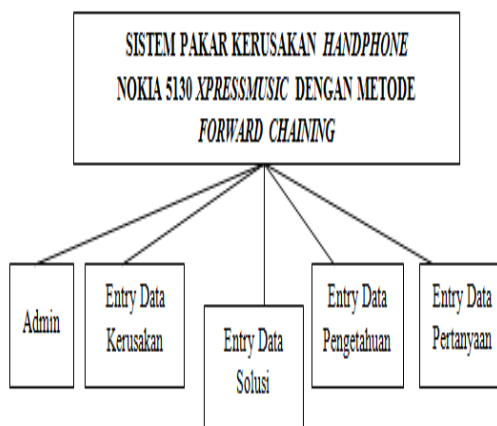 SISTEM PAKAR KERUSAKAN HANDPHONE
NOKIA 5130 XPRESSMUSIC DENGAN METODE
FORWARD CHAINING
Admin
Entry Data
Kerusakan
Entry Data
Solusi
Entry Data
Pengetahuan
Entry Data
Pertanyaan